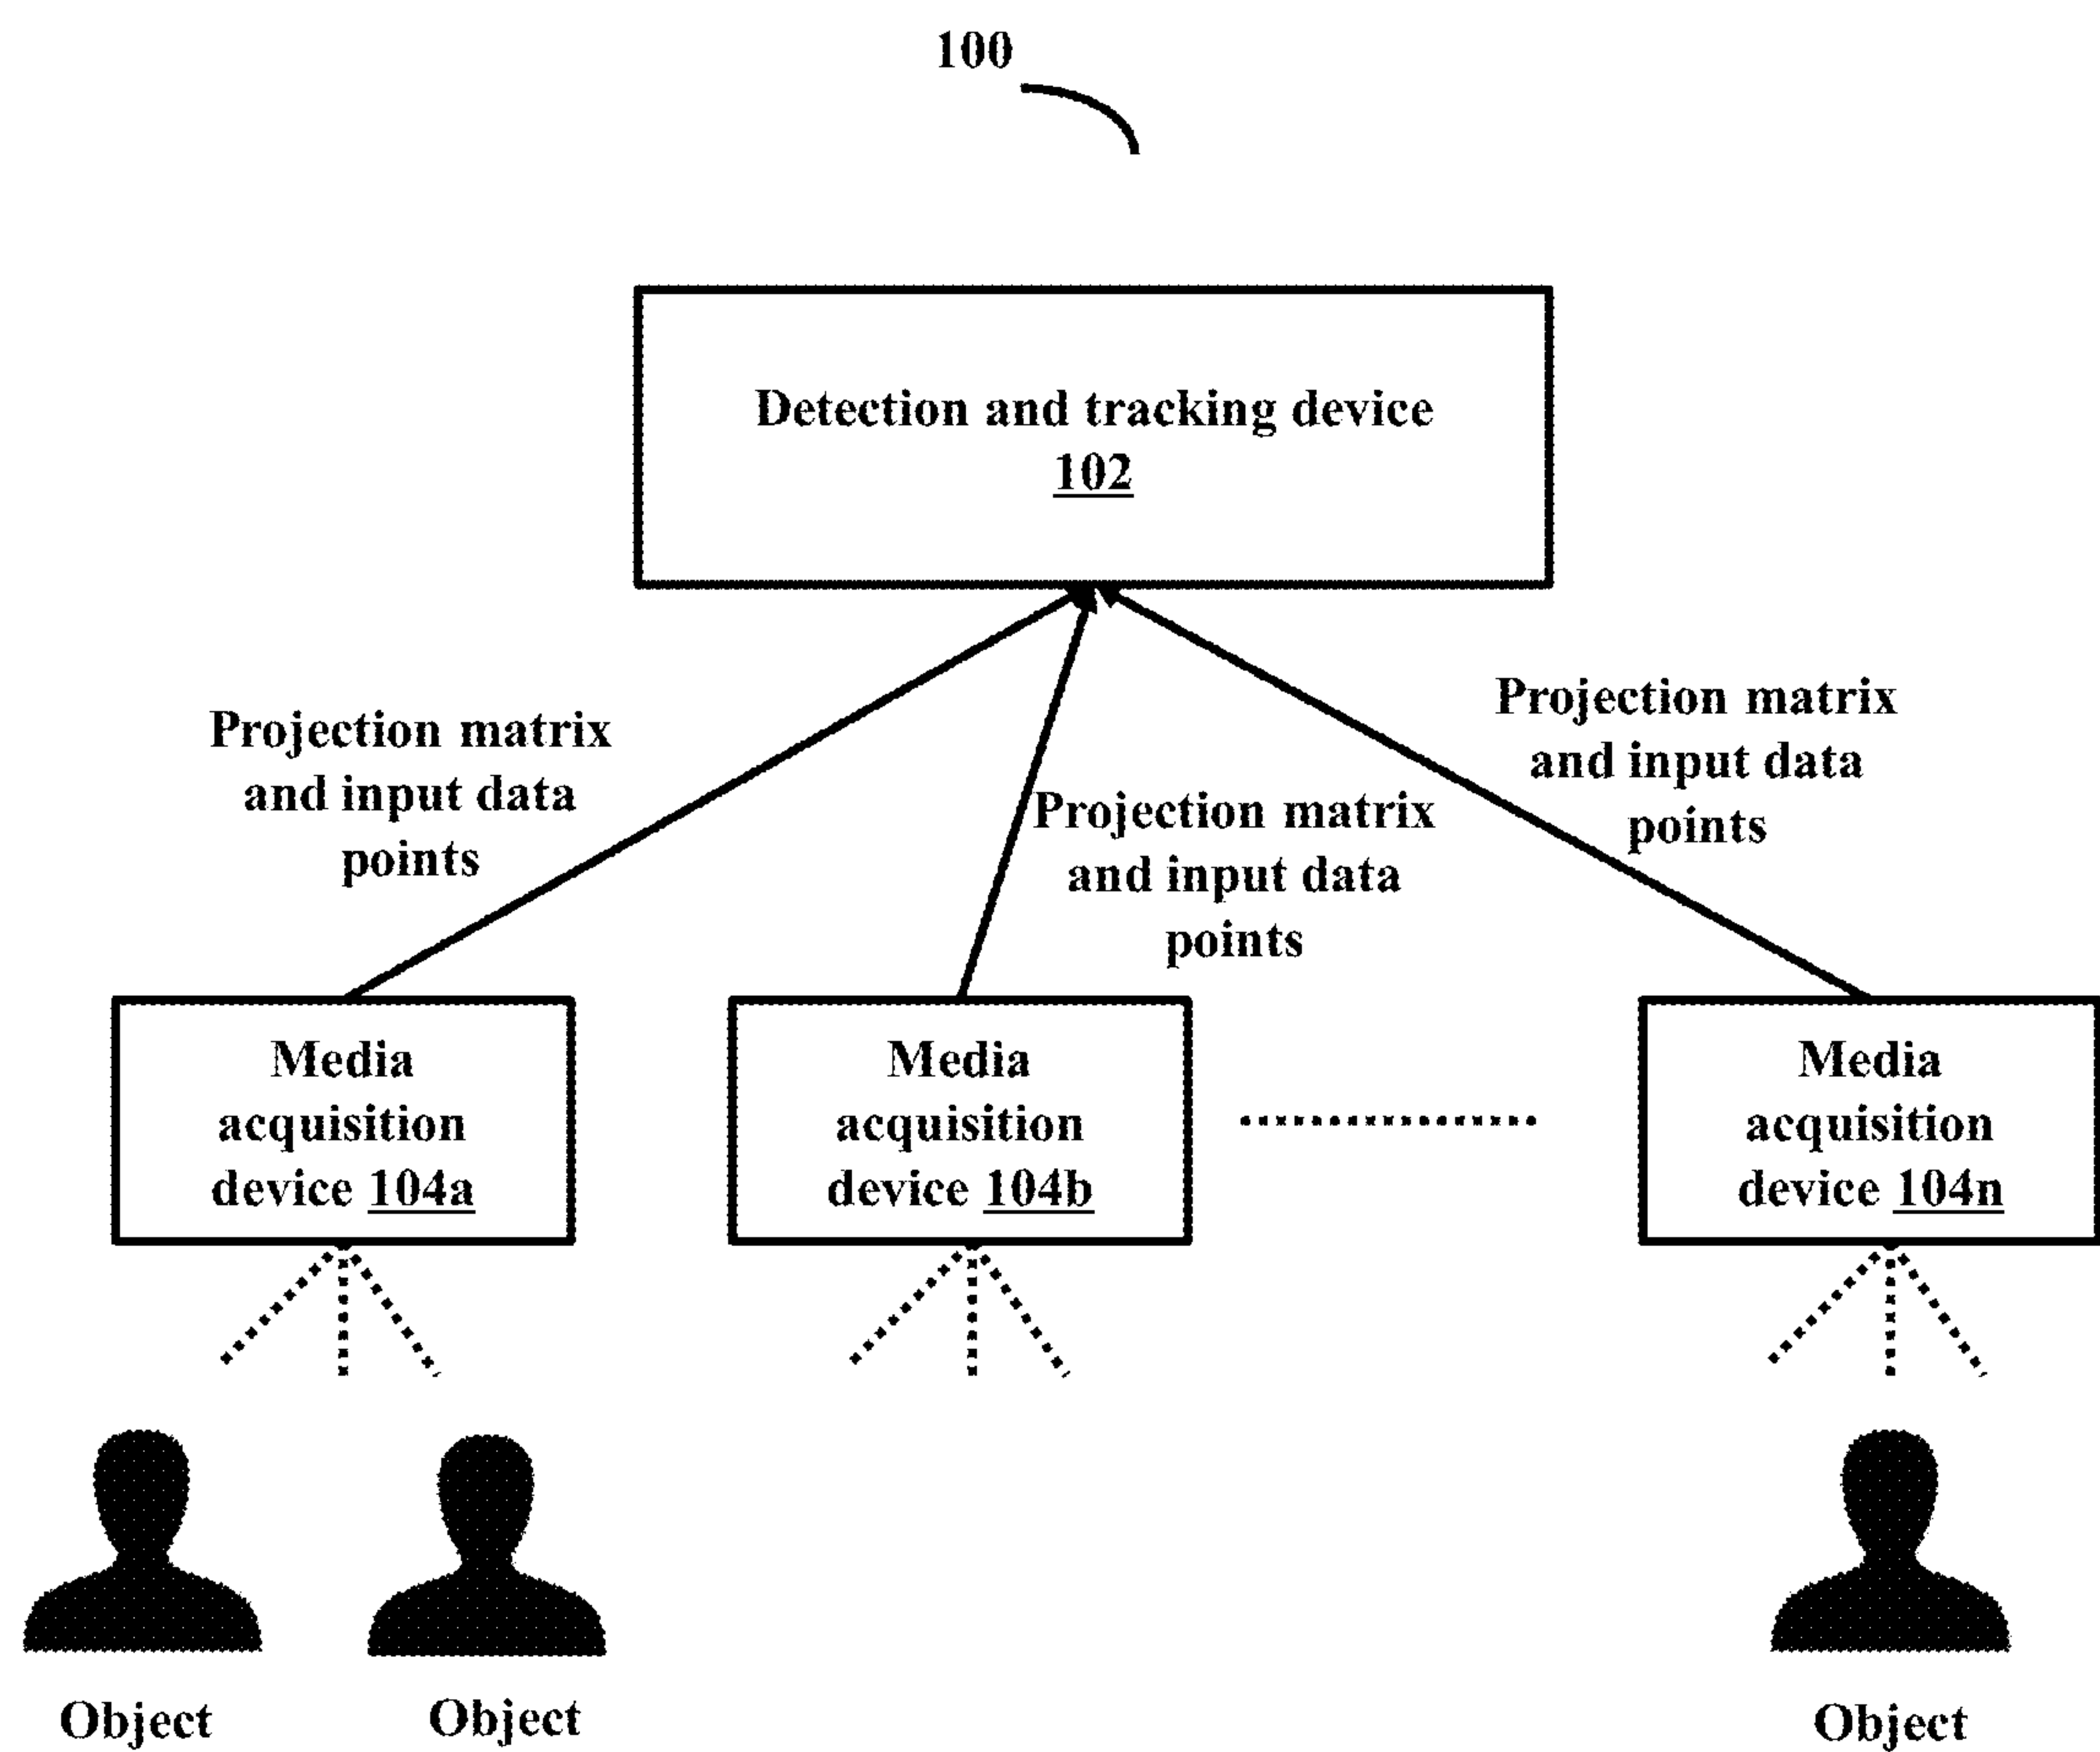 100
Detection and tracking device
102
Projection matrix
and input data
points
Projection matrix
and input data
points
Projection matrix
and input data
points
Media
acquisition
device 104a
Media
acquisition
device 104b
Media
acquisition
device 104n
Object
Object
Object